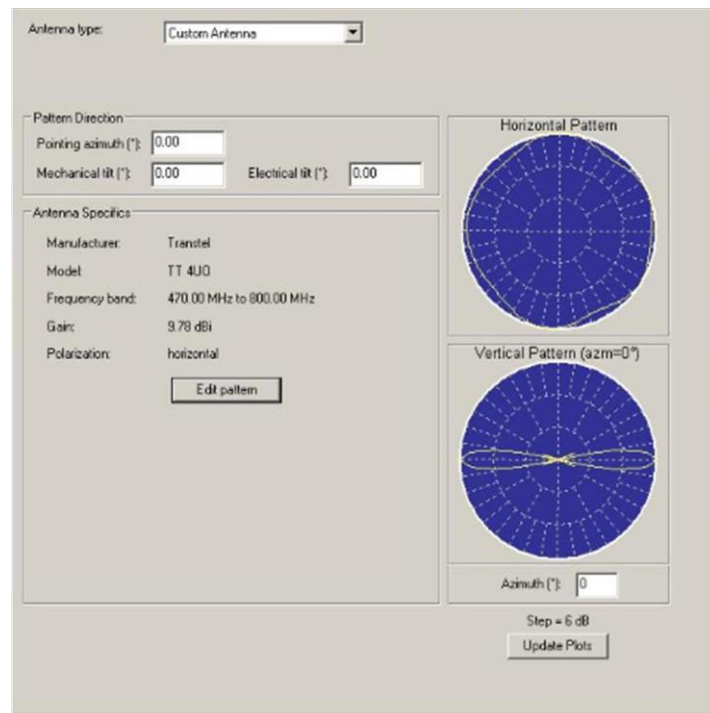 Antenna type: Custom Antenna
Pattern Direction
Pointing azimuth (°): 0.00
Mechanical tilt (°): 0.00 Electrical tilt (°): 0.00
Antenna Specifics
Manufacturer: Transtel
Model: TT 4UO
Frequency band: 470.00 MHz to 800.00 MHz
Gain: 9.78 dBi
Polarization: horizontal
Edit pattern
Horizontal Pattern
Vertical Pattern (azm=0°)
Azimuth (°): 0
Step = 6 dB
Update Plots